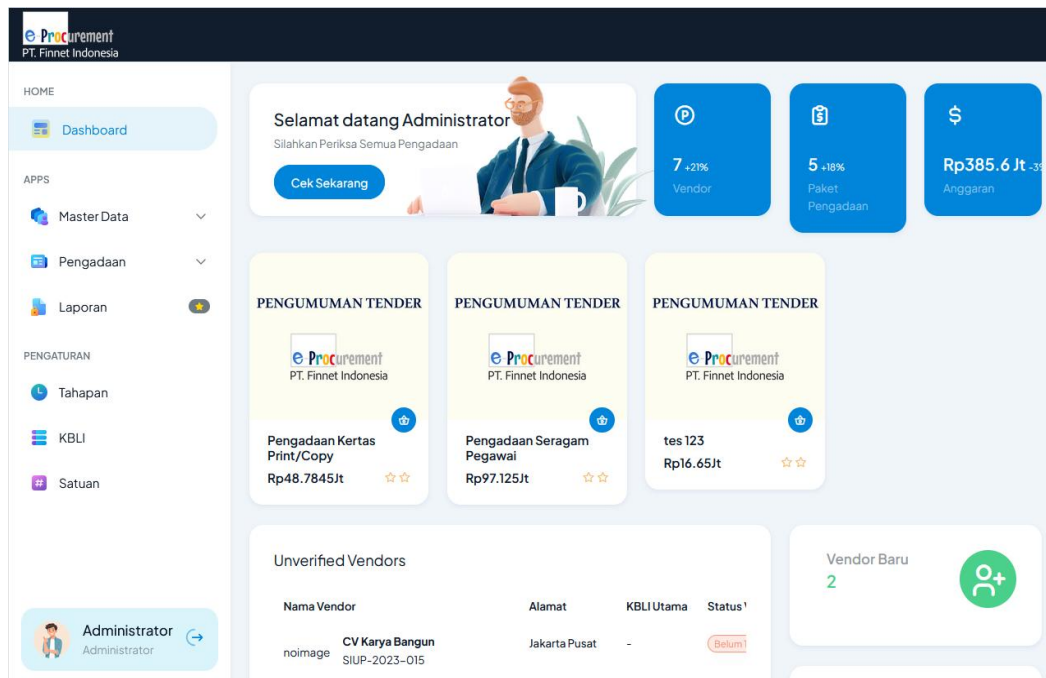 e-Procurement
PT. Finnet Indonesia
HOME
Dashboard
APPS
Master Data
Pengadaan
Laporan
PENGATURAN
Tahapan
KBLI
Satuan
Administrator
Administrator
Selamat datang Administrator
Silahkan Periksa Semua Pengadaan
Cek Sekarang
7 +21%
Vendor
5 +18%
Paket
Pengadaan
Rp385.6 Jt -3%
Anggaran
PENGUMUMAN TENDER
e-Procurement
PT. Finnet Indonesia
Pengadaan Kertas
Print/Copy
Rp48.7845Jt
PENGUMUMAN TENDER
e-Procurement
PT. Finnet Indonesia
Pengadaan Seragam
Pegawai
Rp97.125Jt
PENGUMUMAN TENDER
e-Procurement
PT. Finnet Indonesia
tes 123
Rp16.65Jt
Unverified Vendors
Nama Vendor Alamat KBLI Utama Status
noimage CV Karya Bangun Jakarta Pusat - Belum
SIUP-2023-015
Vendor Baru
2